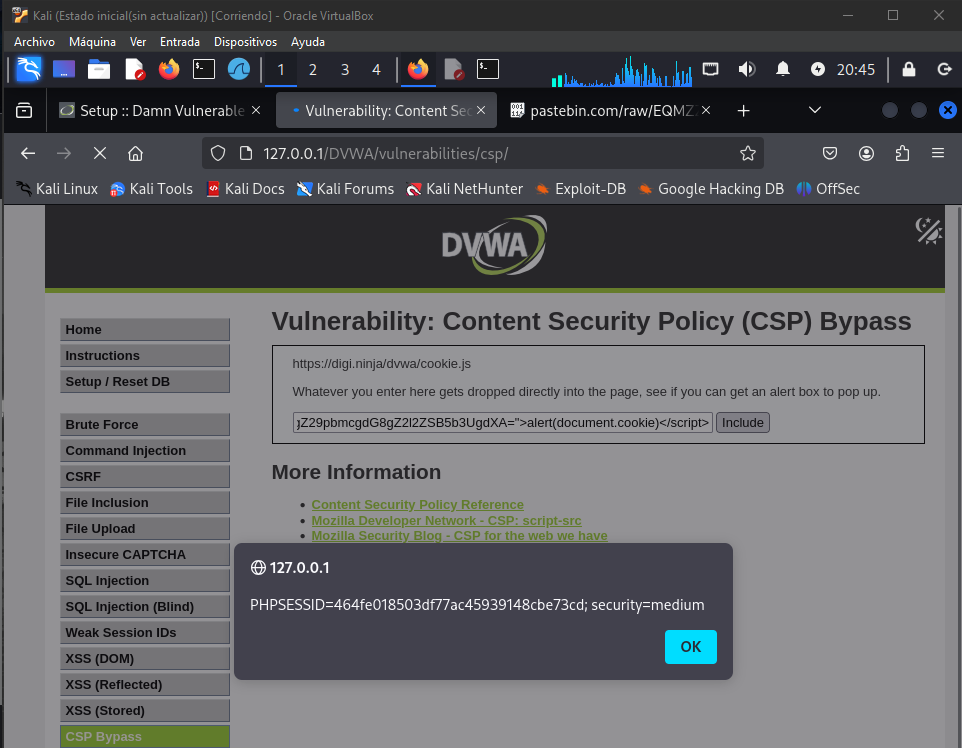 Kali (Estado inicial(sin actualizar)) [Corriendo] - Oracle VirtualBox
Archivo Máquina Ver Entrada Dispositivos Ayuda
1 2 3 4 20:45
Setup :: Damn Vulnerable Vulnerability: Content Sec pastebin.com/raw/EQMZ
127.0.0.1/DVWA/vulnerabilities/csp/
Kali Linux Kali Tools Kali Docs Kali Forums Kali NetHunter Exploit-DB Google Hacking DB OffSec
DVWA
Home
Instructions
Setup / Reset DB
Brute Force
Command Injection
CSRF
File Inclusion
File Upload
Insecure CAPTCHA
SQL Injection
SQL Injection (Blind)
Weak Session IDs
XSS (DOM)
XSS (Reflected)
XSS (Stored)
CSP Bypass
Vulnerability: Content Security Policy (CSP) Bypass
https://digi.ninja/dvwa/cookie.js
Whatever you enter here gets dropped directly into the page, see if you can get an alert box to pop up.
Z29pbmcgdG8gZ2l2ZSB5b3UgdXA=">alert(document.cookie)</script> Include
More Information
Content Security Policy Reference
Mozilla Developer Network - CSP: script-src
Mozilla Security Blog - CSP for the web we have
127.0.0.1
PHPSESSID=464fe018503df77ac45939148cbe73cd; security=medium
OK